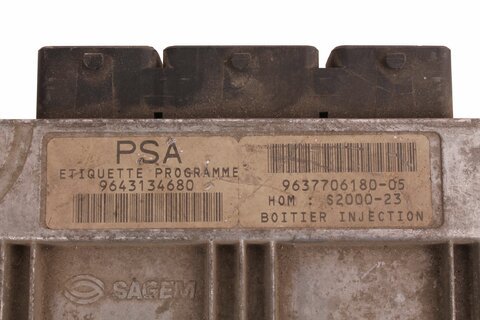 PSA
ETIQUETTE PROGRAMME
9643134680
9637706180-05
HOM : S2000-23
BOITIER INJECTION
SAGEM